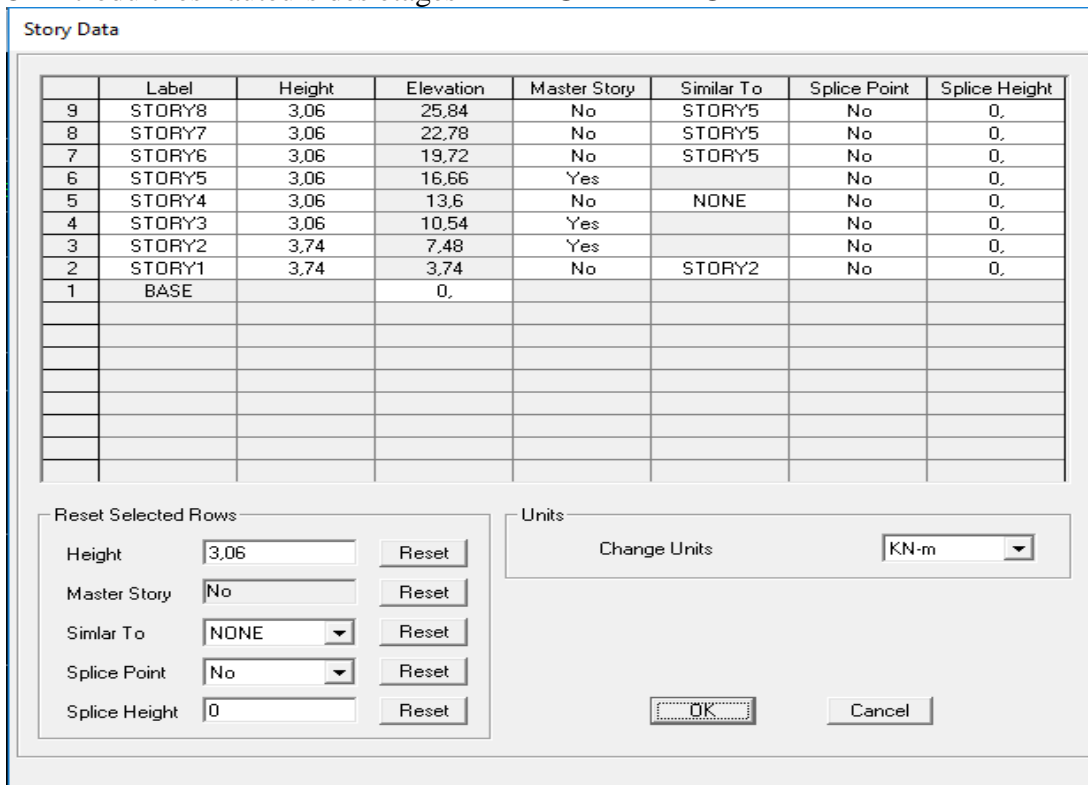 Story Data
Label Height Elevation Master Story Similar To Splice Point Splice Height
9 STORY8 3,06 25,84 No STORY5 No 0,
8 STORY7 3,06 22,78 No STORY5 No 0,
7 STORY6 3,06 19,72 No STORY5 No 0,
6 STORY5 3,06 16,66 Yes No 0,
5 STORY4 3,06 13,6 No NONE No 0,
4 STORY3 3,06 10,54 Yes No 0,
3 STORY2 3,74 7,48 Yes No 0,
2 STORY1 3,74 3,74 No STORY2 No 0,
1 BASE 0,
Reset Selected Rows
Height 3,06 Reset
Master Story No Reset
Simlar To NONE Reset
Splice Point No Reset
Splice Height 0 Reset
Units
Change Units KN-m
OK Cancel